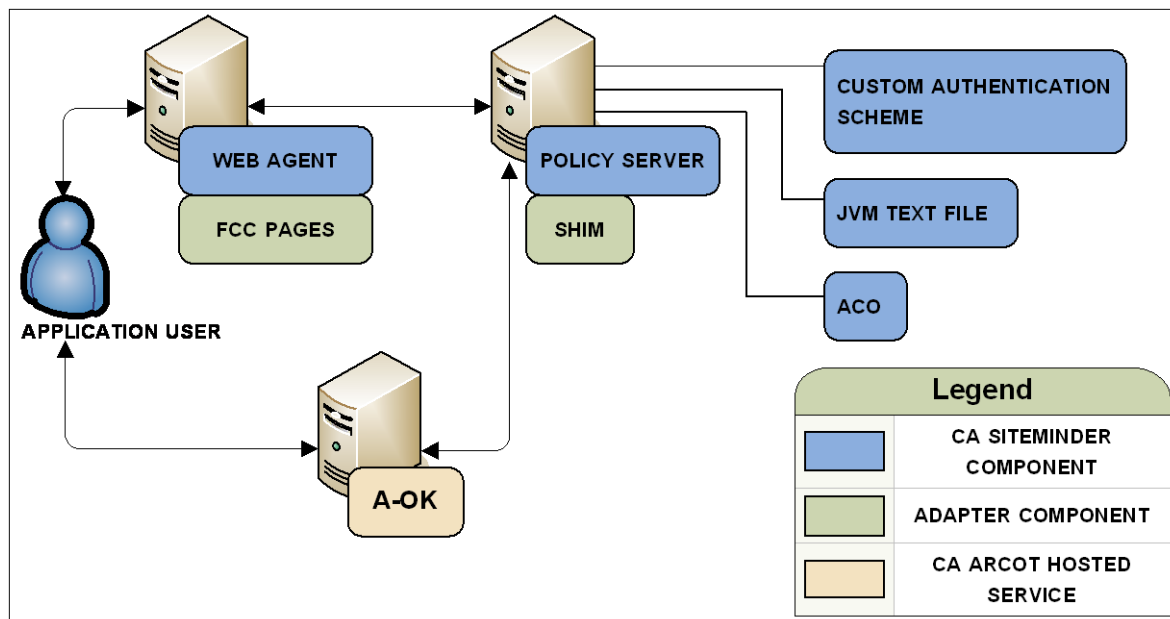 WEB AGENT
FCC PAGES
POLICY SERVER
SHIM
CUSTOM AUTHENTICATION
SCHEME
JVM TEXT FILE
ACO
APPLICATION USER
A-OK
Legend
CA SITEMINDER
COMPONENT
ADAPTER COMPONENT
CA ARCOT HOSTED
SERVICE